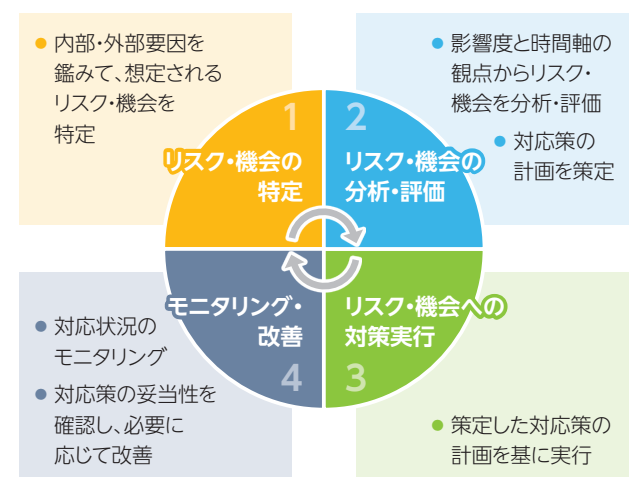 ● 内部・外部要因を
鑑みて、想定される
リスク・機会を
特定
1
リスク・機会の
特定
● 影響度と時間軸の
観点からリスク・
機会を分析・評価
● 対応策の
計画を策定
2
リスク・機会の
分析・評価
リスク・機会への
対策実行
3
● 策定した対応策の
計画を基に実行
モニタリング・
改善
4
● 対応状況の
モニタリング
● 対応策の妥当性を
確認し、必要に
応じて改善